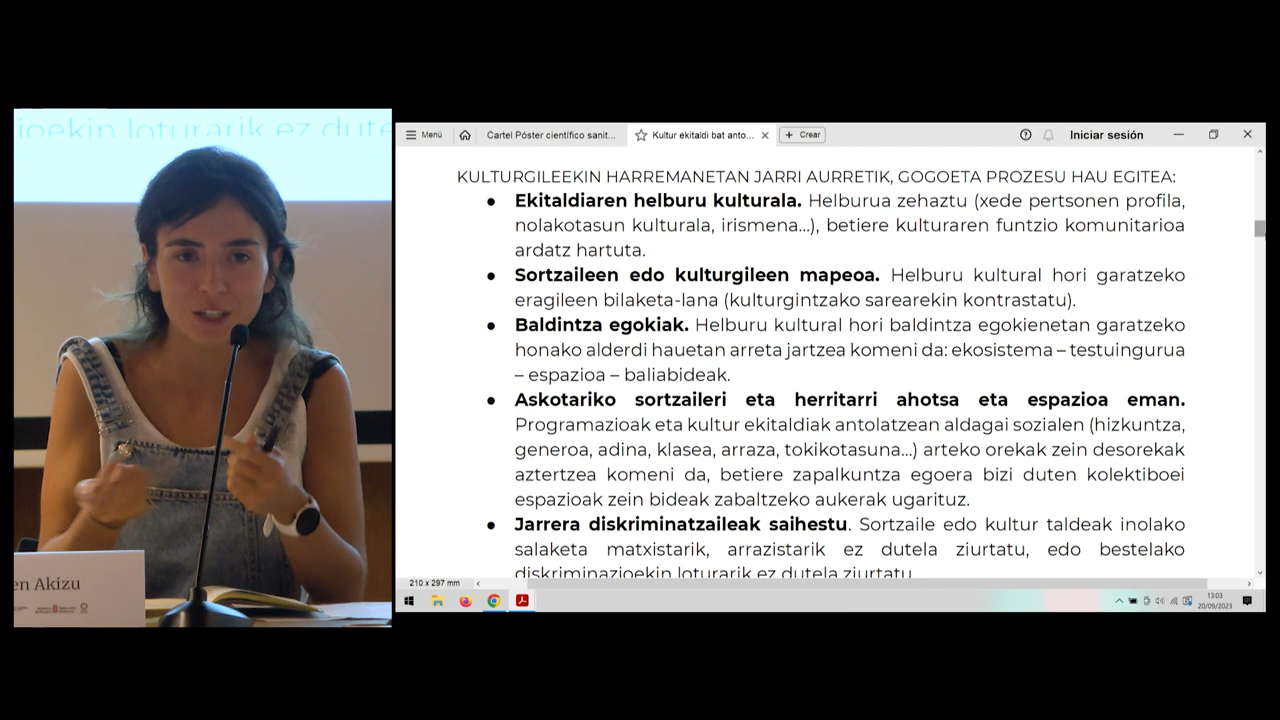 ioekin loturarik ez dute
en Akizu
Menú
Cartel Póster científico sanit...
Kultur ekitaldi bat anto...
Crear
Iniciar sesión
KULTURGILEEKIN HARREMANETAN JARRI AURRETIK, GOGOETA PROZESU HAU EGITEA:
● Ekitaldiaren helburu kulturala. Helburua zehaztu (xede pertsonen profila,
nolakotasun kulturala, irismena...), betiere kulturaren funtzio komunitarioa
ardatz hartuta.
● Sortzaileen edo kulturgileen mapeoa. Helburu kultural hori garatzeko
eragileen bilaketa-lana (kulturgintzako sarearekin kontrastatu).
● Baldintza egokiak. Helburu kultural hori baldintza egokienetan garatzeko
honako alderdi hauetan arreta jartzea komeni da: ekosistema – testuingurua
– espazioa – baliabideak.
● Askotariko sortzaileri eta herritarri ahotsa eta espazioa eman.
Programazioak eta kultur ekitaldiak antolatzean aldagai sozialen (hizkuntza,
generoa, adina, klasea, arraza, tokikotasuna...) arteko orekak zein desorekak
aztertzea komeni da, betiere zapalkuntza egoera bizi duten kolektiboei
espazioak zein bideak zabaltzeko aukerak ugarituz.
● Jarrera diskriminatzaileak saihestu. Sortzaile edo kultur taldeak inolako
salaketa matxistarik, arrazistarik ez dutela ziurtatu, edo bestelako
diskriminazioekin loturarik ez dutela ziurtatu.
210 x 297 mm
13:03
20/09/2023